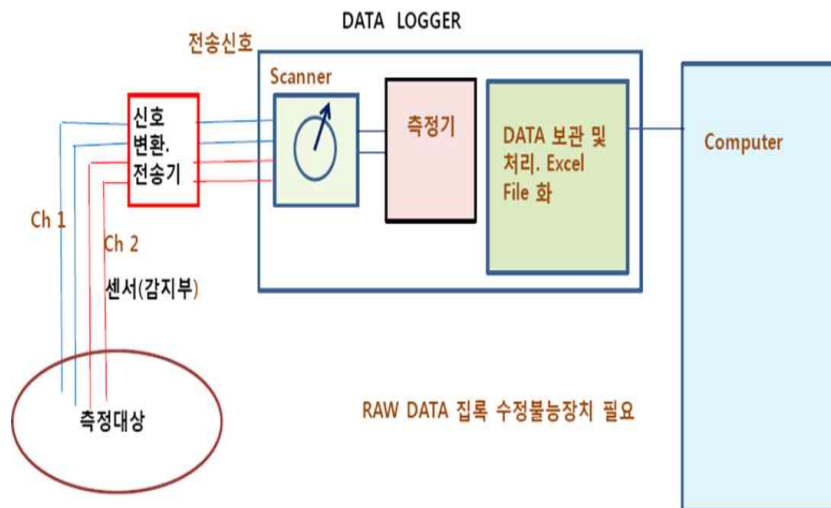 DATA LOGGER
전송신호
Scanner
신호
변환.
전송기
측정기
DATA 보관 및
처리. Excel
File 화
Computer
Ch 1
Ch 2
센서(감지부)
측정대상
RAW DATA 집록 수정불능장치 필요